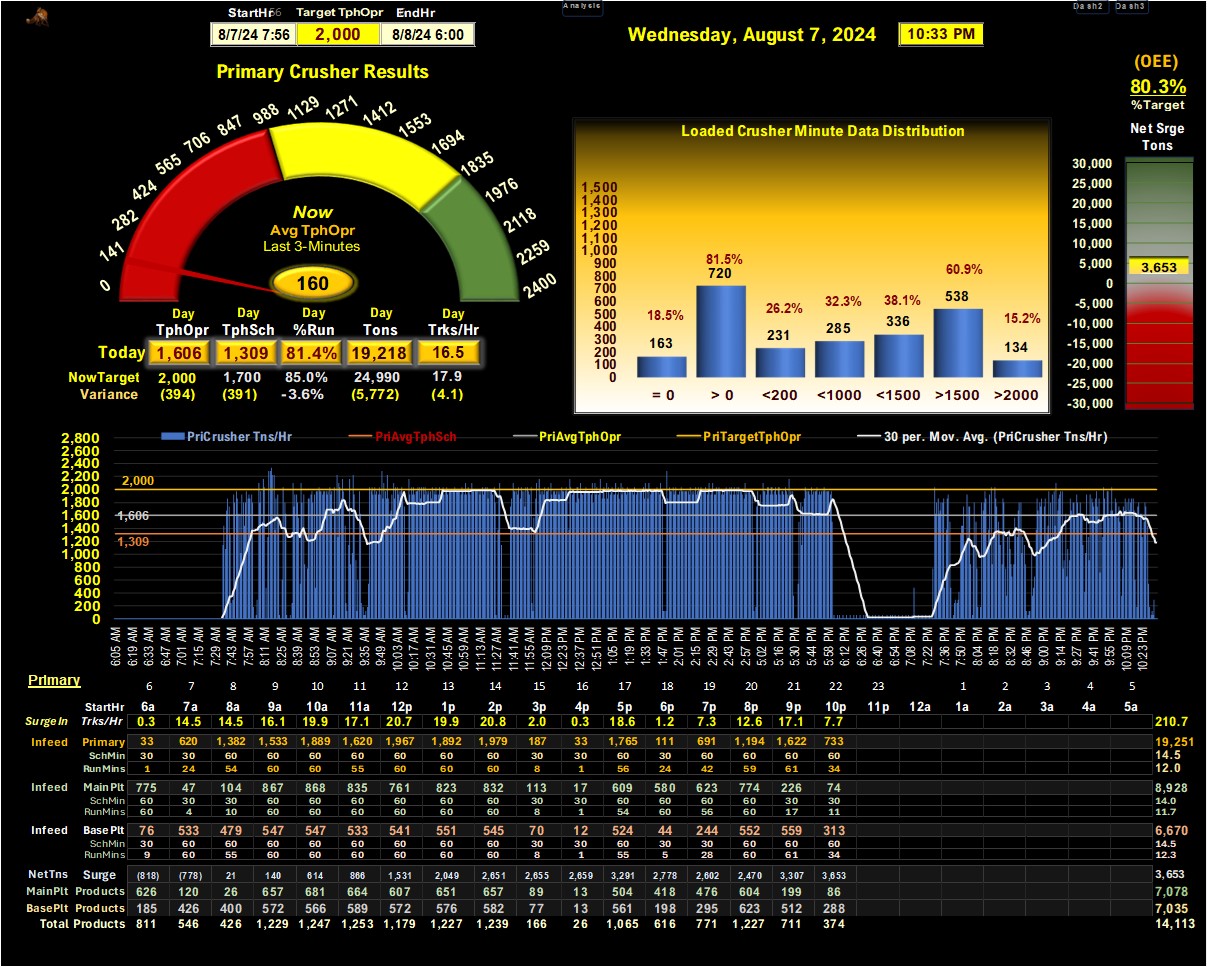 Analysis
Dash2 Dash3
StartHr56 Target TphOpr EndHr
8/7/24 7:56 2,000 8/8/24 6:00
Wednesday, August 7, 2024 10:33 PM
(OEE)
80.3%
%Target
Primary Crusher Results
0 141 282 424 565 706 847 988 1129 1271 1412 1553 1694 1835 1976 2118 2259 2400
Now
Avg TphOpr
Last 3-Minutes
160
Day Day Day Day Day
TphOpr TphSch %Run Tons Trks/Hr
Today 1,606 1,309 81.4% 19,218 16.5
NowTarget 2,000 1,700 85.0% 24,990 17.9
Variance (394) (391) -3.6% (5,772) (4.1)
Loaded Crusher Minute Data Distribution
1,500
1,400
1,300
1,200
1,100
1,000
900
800
700
600
500
400
300
200
100
0
18.5% 81.5% 26.2% 32.3% 38.1% 60.9% 15.2%
163 720 231 285 336 538 134
= 0 > 0 <200 <1000 <1500 >1500 >2000
Net Srge
Tons
30,000
25,000
20,000
15,000
10,000
5,000
0
-5,000
-10,000
-15,000
-20,000
-25,000
-30,000
3,653
PriCrusher Tns/Hr PriAvgTphSch PriAvgTphOpr PriTargetTphOpr 30 per. Mov. Avg. (PriCrusher Tns/Hr)
2,800
2,600
2,400
2,200
2,000
1,800
1,600
1,400
1,200
1,000
800
600
400
200
0
2,000
1,606
1,309
6:05 AM 6:19 AM 6:33 AM 6:47 AM 7:01 AM 7:15 AM 7:29 AM 7:43 AM 7:57 AM 8:11 AM 8:25 AM 8:39 AM 8:53 AM 9:07 AM 9:21 AM 9:35 AM 9:49 AM 10:03 AM 10:17 AM 10:31 AM 10:45 AM 10:59 AM 11:13 AM 11:27 AM 11:41 AM 11:55 AM 12:09 PM 12:23 PM 12:37 PM 12:51 PM 1:05 PM 1:19 PM 1:33 PM 1:47 PM 2:01 PM 2:15 PM 2:29 PM 2:43 PM 2:57 PM 5:02 PM 5:16 PM 5:30 PM 5:44 PM 5:58 PM 6:12 PM 6:26 PM 6:40 PM 6:54 PM 7:08 PM 7:22 PM 7:36 PM 7:50 PM 8:04 PM 8:18 PM 8:32 PM 8:46 PM 9:00 PM 9:14 PM 9:27 PM 9:41 PM 9:55 PM 10:09 PM 10:23 PM
Primary
6 7 8 9 10 11 12 13 14 15 16 17 18 19 20 21 22 23 1 2 3 4 5
StartHr 6a 7a 8a 9a 10a 11a 12p 1p 2p 3p 4p 5p 6p 7p 8p 9p 10p 11p 12a 1a 2a 3a 4a 5a
SurgeIn Trks/Hr 0.3 14.5 14.5 16.1 19.9 17.1 20.7 19.9 20.8 2.0 0.3 18.6 1.2 7.3 12.6 17.1 7.7 210.7
Infeed Primary 33 620 1,382 1,533 1,889 1,620 1,967 1,892 1,979 187 33 1,765 111 691 1,194 1,622 733 19,251
SchMin 30 30 60 60 60 60 60 60 60 30 30 60 30 60 60 60 30 14.5
RunMins 1 24 54 60 60 55 60 60 60 8 1 56 24 42 59 61 34 12.0
Infeed MainPlt 775 47 104 867 868 835 761 823 832 113 17 609 580 623 774 226 74 8,928
SchMin 60 30 30 60 60 60 60 60 60 30 30 60 60 60 60 30 30 14.0
RunMins 60 4 10 60 60 60 60 60 60 8 1 54 60 56 60 17 11 11.7
Infeed BasePlt 76 533 479 547 547 533 541 551 545 70 12 524 44 244 552 559 313 6,670
SchMin 30 60 60 60 60 60 60 60 60 30 30 60 30 60 60 60 30 14.5
RunMins 9 60 55 60 60 60 60 60 60 8 1 55 5 28 60 61 34 12.3
NetTns Surge (818) (778) 21 140 614 866 1,531 2,049 2,651 2,655 2,659 3,291 2,778 2,602 2,470 3,307 3,653 3,653
MainPlt Products 626 120 26 657 681 664 607 651 657 89 13 504 418 476 604 199 86 7,078
BasePlt Products 185 426 400 572 566 589 572 576 582 77 13 561 198 295 623 512 288 7,035
Total Products 811 546 426 1,229 1,247 1,253 1,179 1,227 1,239 166 26 1,065 616 771 1,227 711 374 14,113